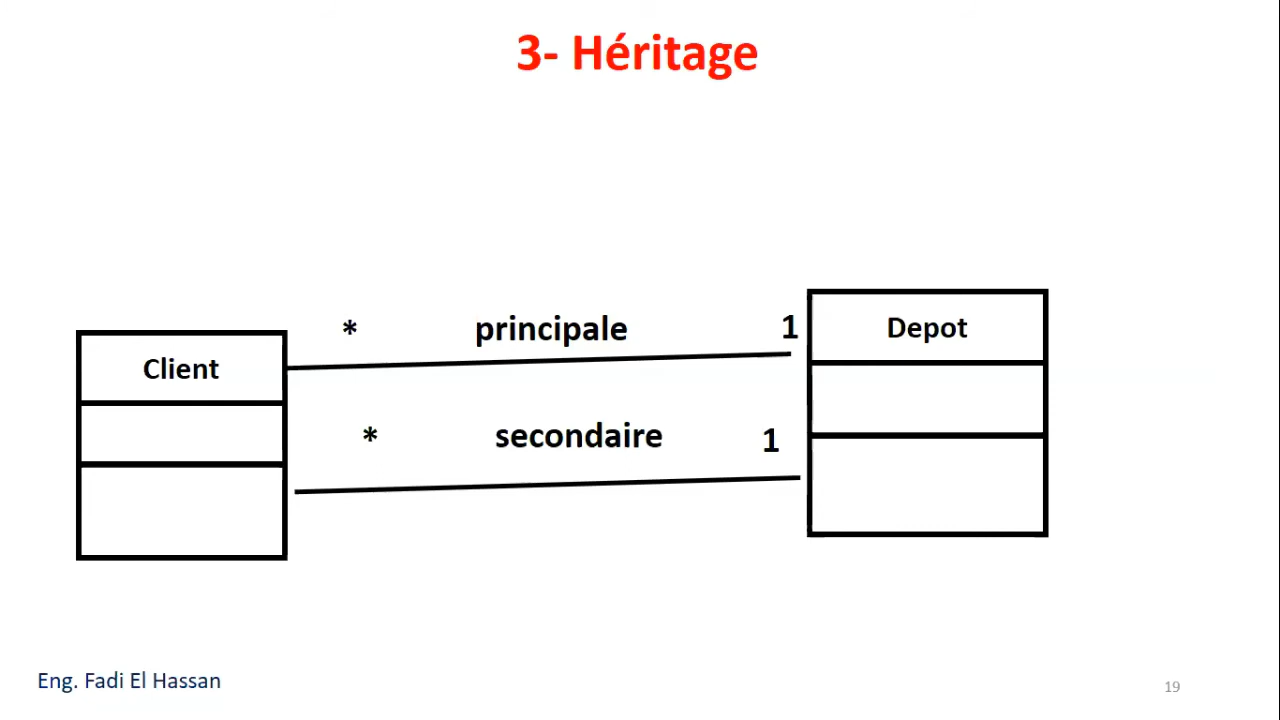 3- Héritage
* principale 1
Depot
Client
* secondaire 1
Eng. Fadi El Hassan
19